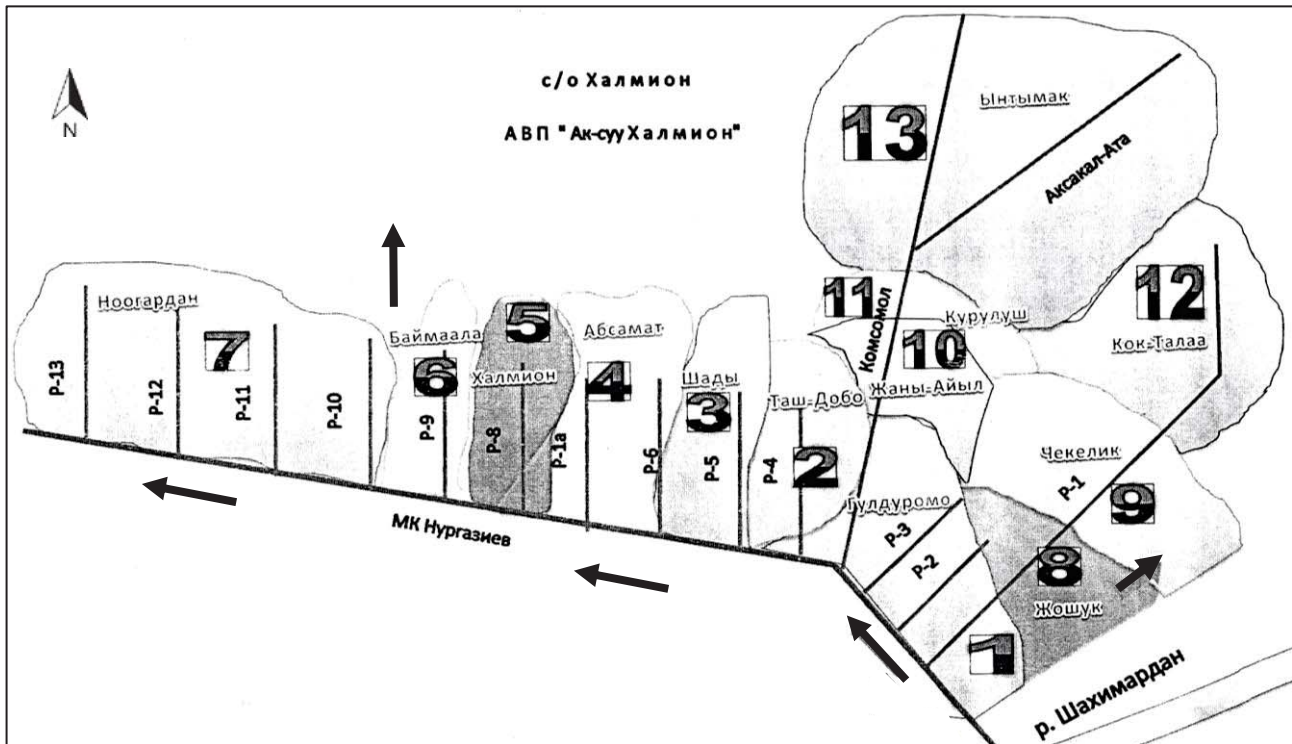 с/о Халмион
АВП "Ак-суу Халмион"
N
13
Ынтымак
Аксакал-Ата
Ноогардан
7
Р-13
Р-12
Р-11
Р-10
Баймаала
6
Р-9
5
Халмион
Р-8
Абсамат
4
Р-1а
Р-6
Шады
3
Р-5
Таш-Добо
2
Р-4
11
Комсомол
Курулуш
10
Жаны-Айыл
12
Кок-Талаа
Чекелик
Р-1
9
Гулдуромо
Р-3
Р-2
8
Жошук
1
МК Нургазиев
р. Шахимардан